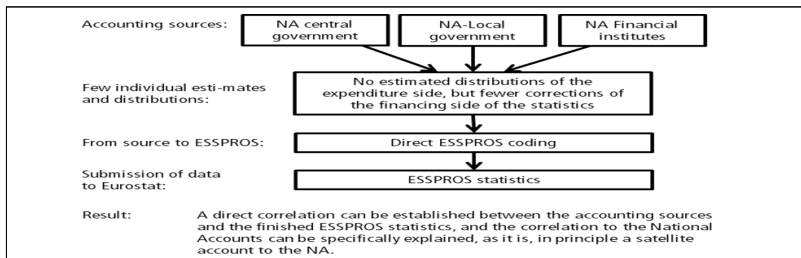 Accounting sources:
NA central government
NA-Local government
NA Financial institutes
Few individual esti-mates
and distributions:
No estimated distributions of the
expenditure side, but fewer corrections of
the financing side of the statistics
From source to ESSPROS:
Direct ESSPROS coding
Submission of data
to Eurostat:
ESSPROS statistics
Result:
A direct correlation can be established between the accounting sources
and the finished ESSPROS statistics, and the correlation to the National
Accounts can be specifically explained, as it is, in principle a satellite
account to the NA.